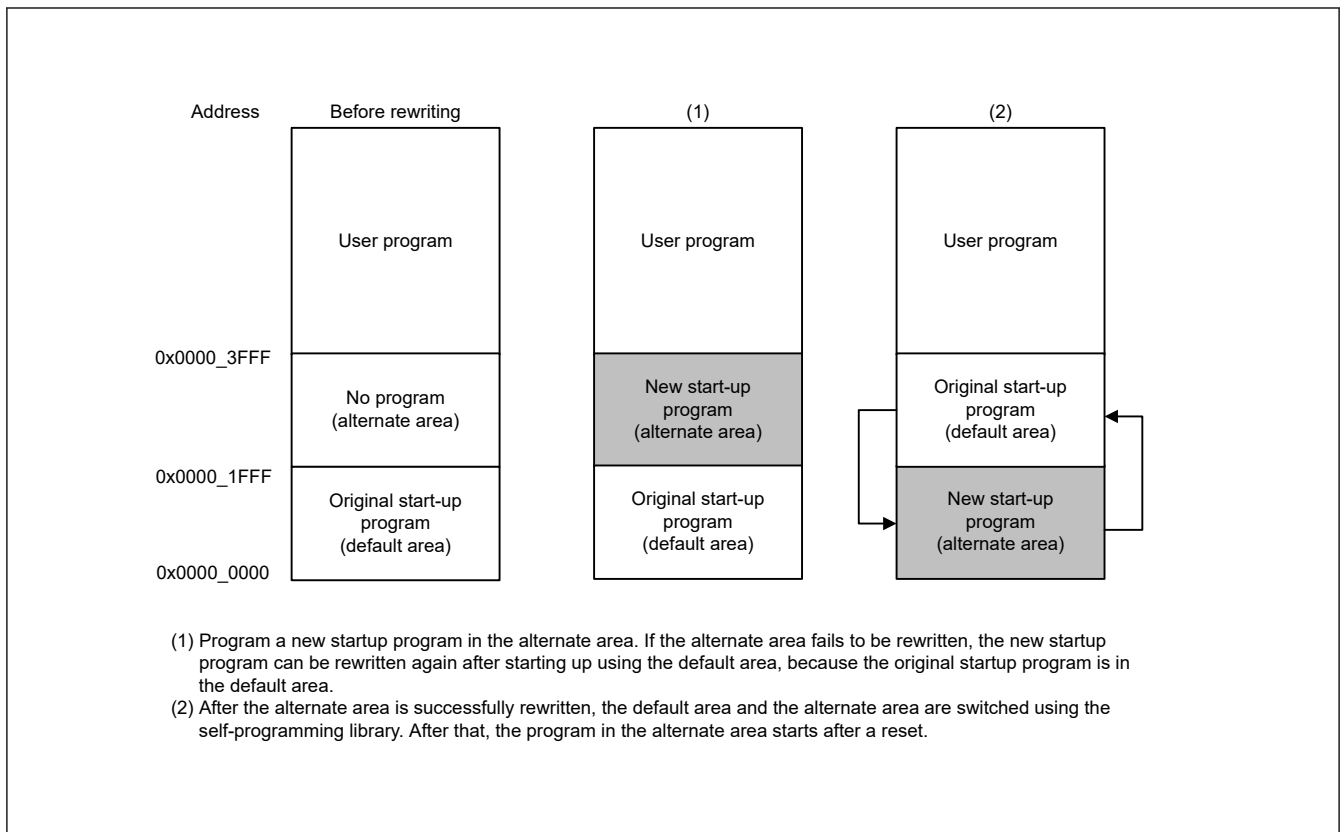 Address Before rewriting (1) (2)
User program User program User program
0x0000_3FFF
No program
(alternate area)
New start-up
program
(alternate area)
Original start-up
program
(default area)
0x0000_1FFF
Original start-up
program
(default area)
Original start-up
program
(default area)
New start-up
program
(alternate area)
0x0000_0000
(1) Program a new startup program in the alternate area. If the alternate area fails to be rewritten, the new startup
program can be rewritten again after starting up using the default area, because the original startup program is in
the default area.
(2) After the alternate area is successfully rewritten, the default area and the alternate area are switched using the
self-programming library. After that, the program in the alternate area starts after a reset.